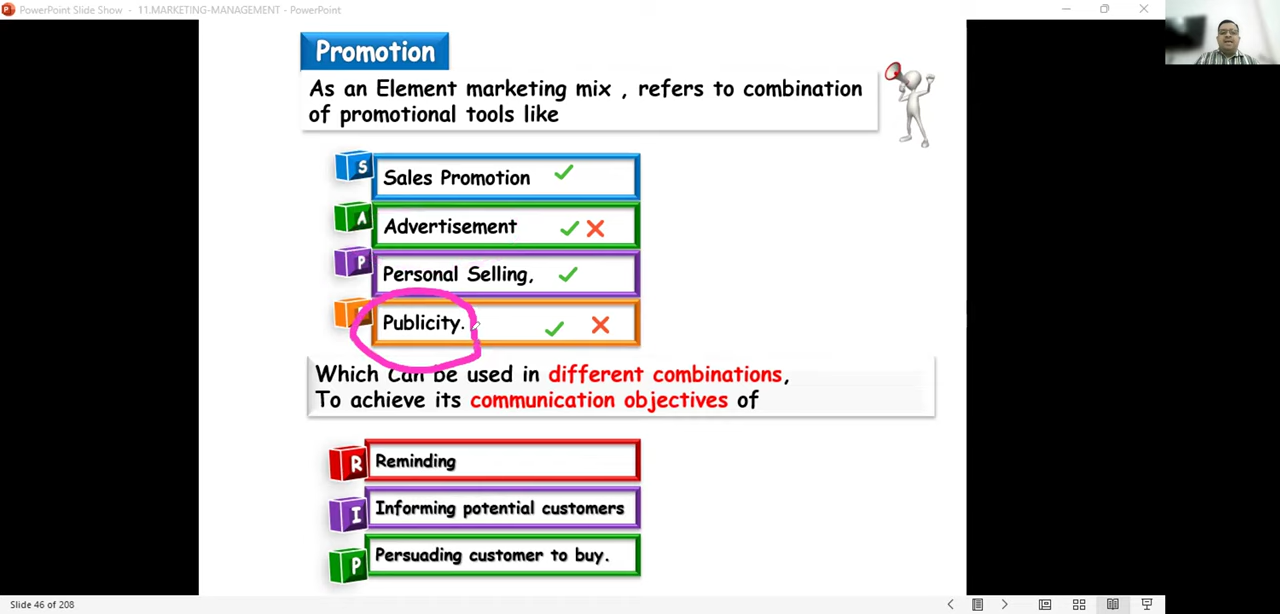 PowerPoint Slide Show - 11.MARKETING-MANAGEMENT - PowerPoint
Promotion
As an Element marketing mix , refers to combination
of promotional tools like
S Sales Promotion
A Advertisement
P Personal Selling,
Publicity.
Which can be used in different combinations,
To achieve its communication objectives of
R Reminding
I Informing potential customers
P Persuading customer to buy.
Slide 46 of 208